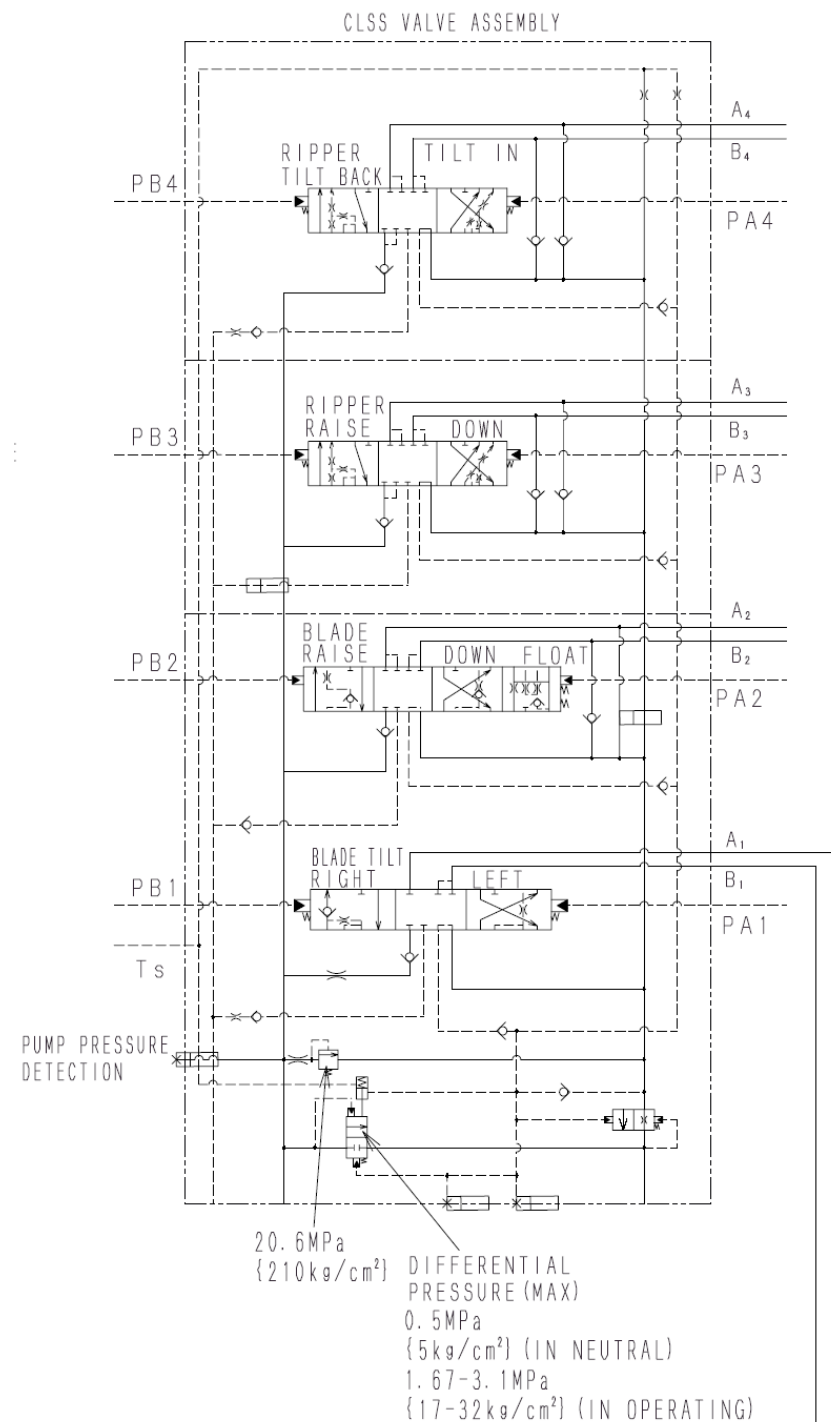 CLSS VALVE ASSEMBLY
A₄
RIPPER TILT IN
B₄
TILT BACK
PB4
PA4
A₃
RIPPER
B₃
RAISE DOWN
PB3
PA3
A₂
BLADE
B₂
RAISE DOWN FLOAT
PB2
PA2
A₁
BLADE TILT
RIGHT LEFT
B₁
PB1
PA1
Ts
PUMP PRESSURE
DETECTION
20.6MPa
{210kg/cm²}
DIFFERENTIAL
PRESSURE(MAX)
0.5MPa
{5kg/cm²}(IN NEUTRAL)
1.67-3.1MPa
{17-32kg/cm²}(IN OPERATING)